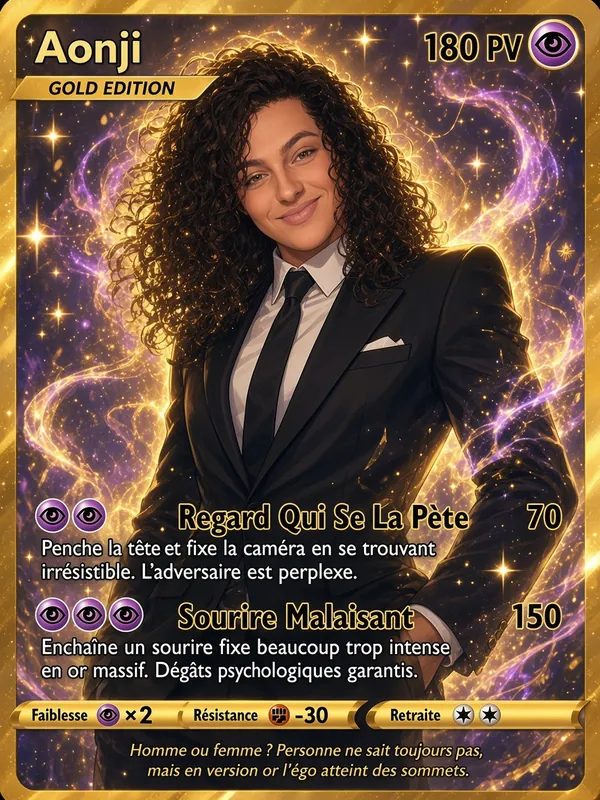 Aonji
180 PV
GOLD EDITION
Regard Qui Se La Pète 70
Penche la tête et fixe la caméra en se trouvant
irrésistible. L'adversaire est perplexe.
Sourire Malaisant 150
Enchaîne un sourire fixe beaucoup trop intense
en or massif. Dégâts psychologiques garantis.
Faiblesse ×2 Résistance -30 Retraite
Homme ou femme ? Personne ne sait toujours pas,
mais en version or l'égo atteint des sommets.